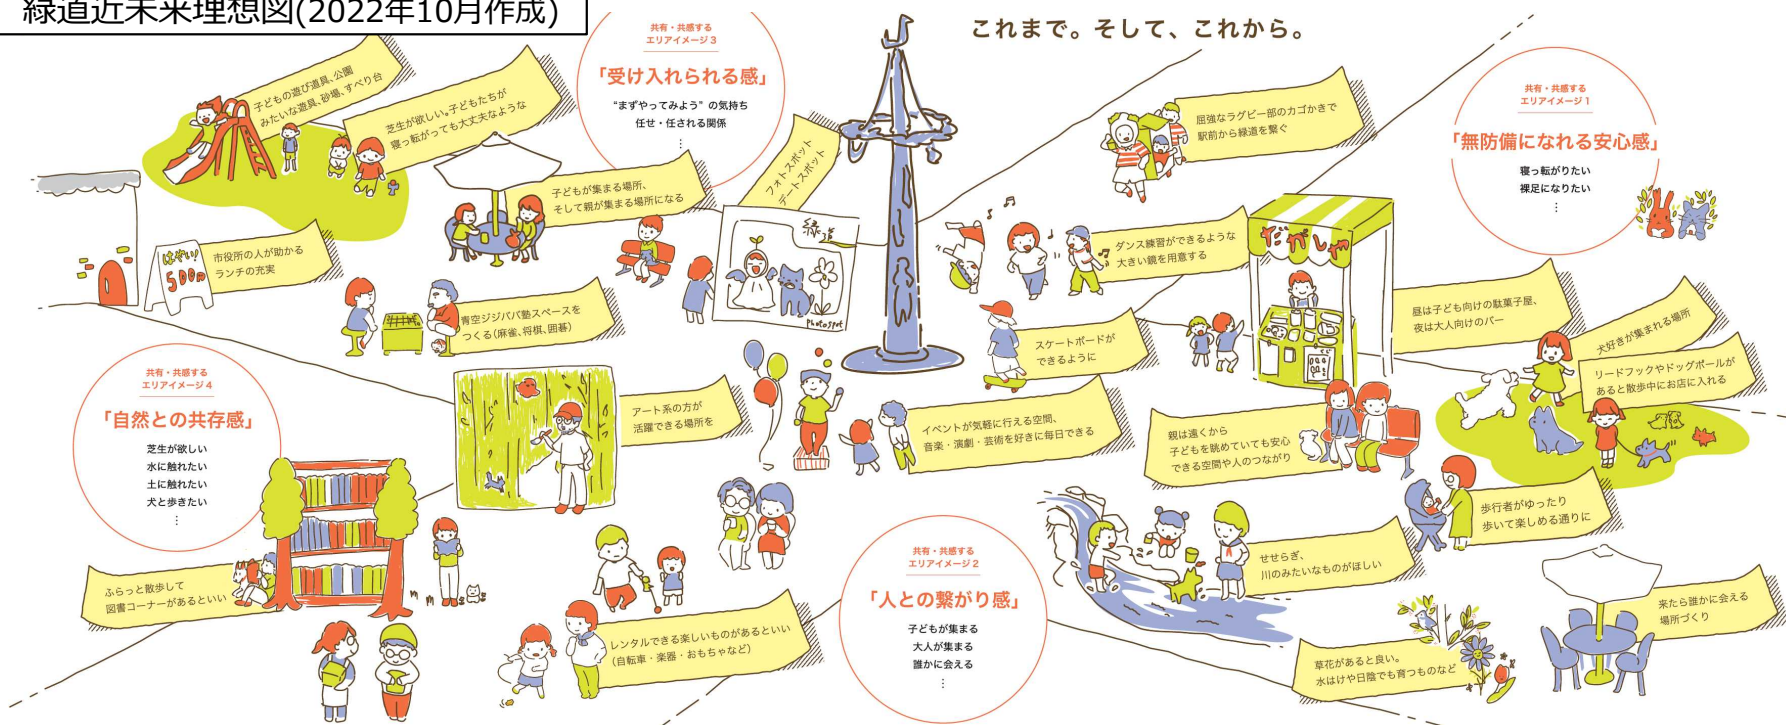 緑道近未来理想図(2022年10月作成)
これまで。そして、これから。
共有・共感する
エリアイメージ3
「受け入れられる感」
"まずやってみよう" の気持ち
任せ・任される関係
⋮
共有・共感する
エリアイメージ1
「無防備になれる安心感」
寝っ転がりたい
裸足になりたい
⋮
子どもの遊び道具、公園
みたいな遊具、砂場、すべり台
芝生が欲しい。子どもたちが
寝っ転がっても大丈夫なような
子どもが集まる場所、
そして親が集まる場所になる
フォトスポット
デートスポット
屈強なラグビー部のカゴかきで
駅前から緑道を繋ぐ
はやい!
500円
市役所の人が助かる
ランチの充実
緑道
Photospot
ダンス練習ができるような
大きい鏡を用意する
だがしや
くじ
昼は子ども向けの駄菓子屋、
夜は大人向けのバー
犬好きが集まれる場所
リードフックやドッグポールが
あると散歩中にお店に入れる
青空ジジババ塾スペースを
つくる(麻雀、将棋、囲碁)
スケートボードが
できるように
共有・共感する
エリアイメージ4
「自然との共存感」
芝生が欲しい
水に触れたい
土に触れたい
犬と歩きたい
⋮
アート系の方が
活躍できる場所を
イベントが気軽に行える空間、
音楽・演劇・芸術を好きに毎日できる
親は遠くから
子どもを眺めていても安心
できる空間や人のつながり
歩行者がゆったり
歩いて楽しめる通りに
ふらっと散歩して
図書コーナーがあるといい
共有・共感する
エリアイメージ2
「人との繋がり感」
子どもが集まる
大人が集まる
誰かに会える
⋮
せせらぎ、
川のみたいなものがほしい
レンタルできる楽しいものがあるといい
(自転車・楽器・おもちゃなど)
草花があると良い。
水はけや日陰でも育つものなど
来たら誰かに会える
場所づくり